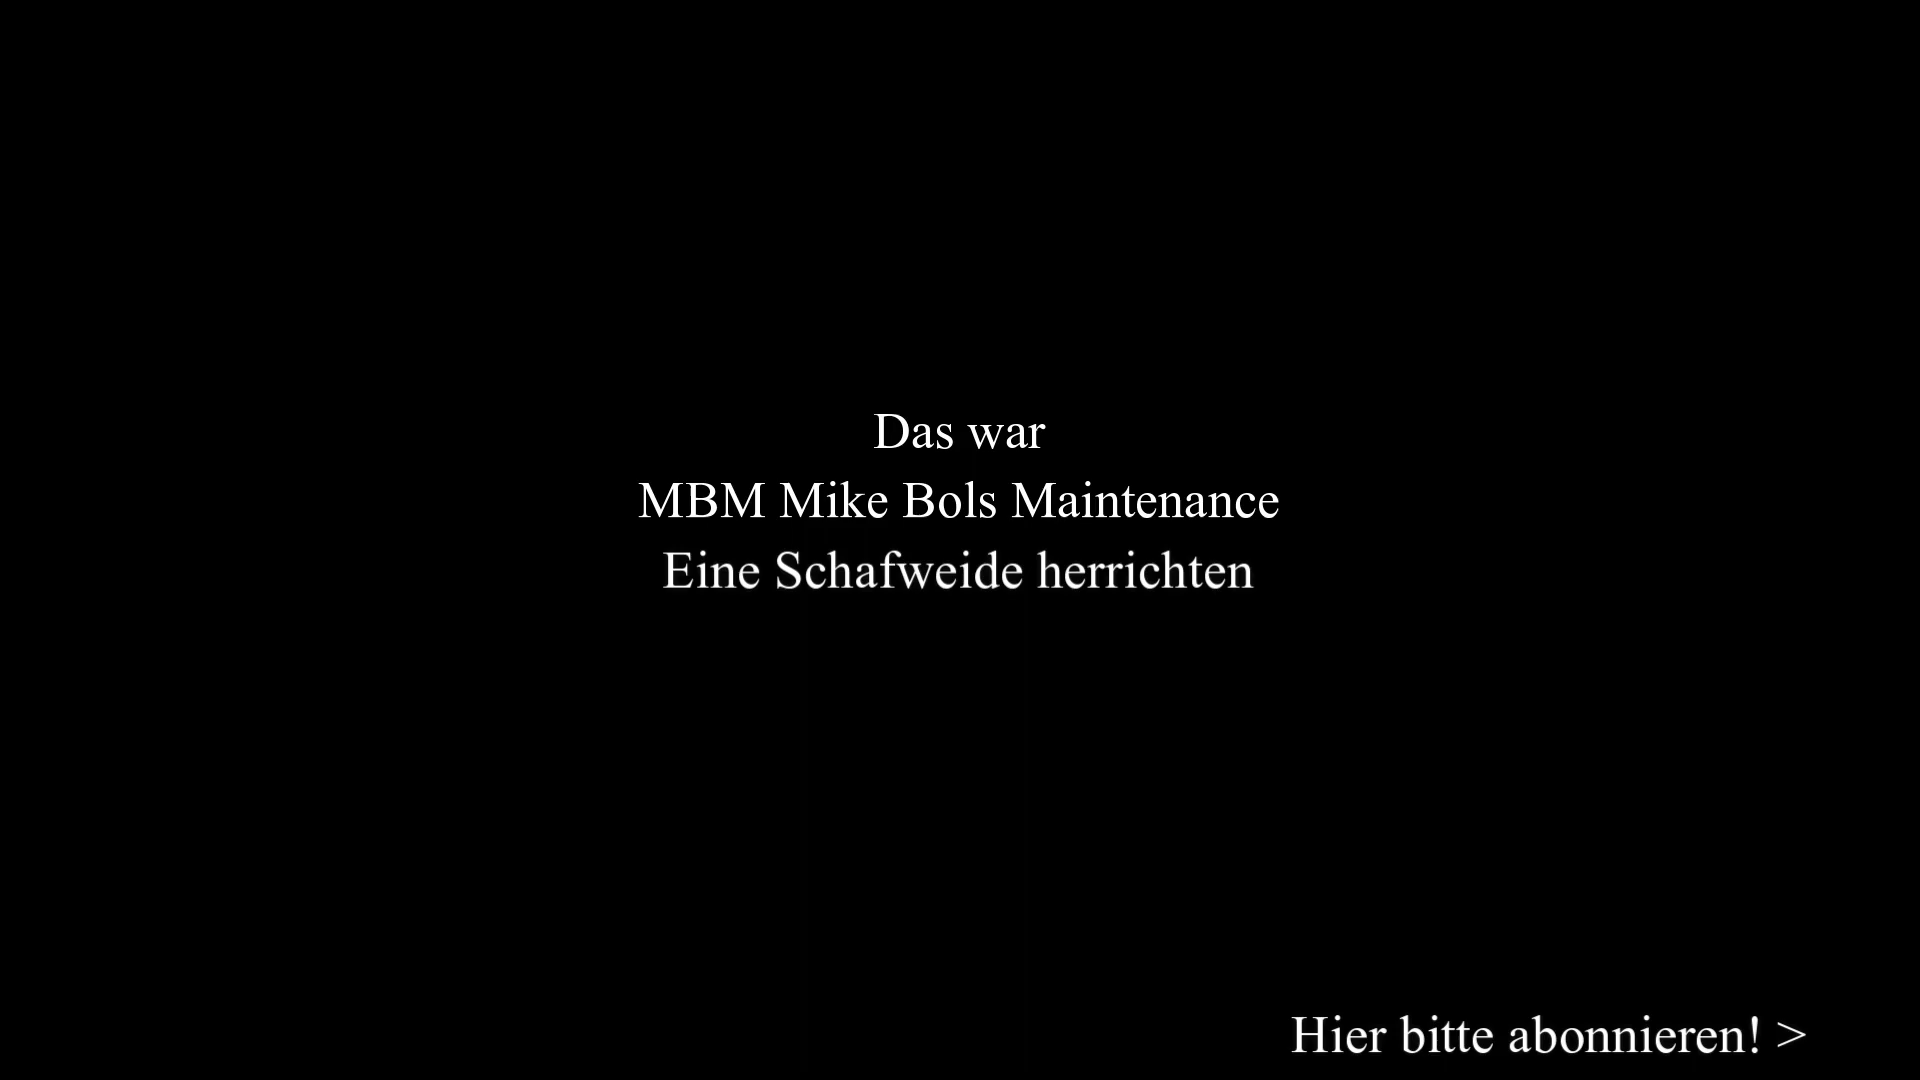 Das war
MBM Mike Bols Maintenance
Eine Schafweide herrichten
Hier bitte abonnieren! >